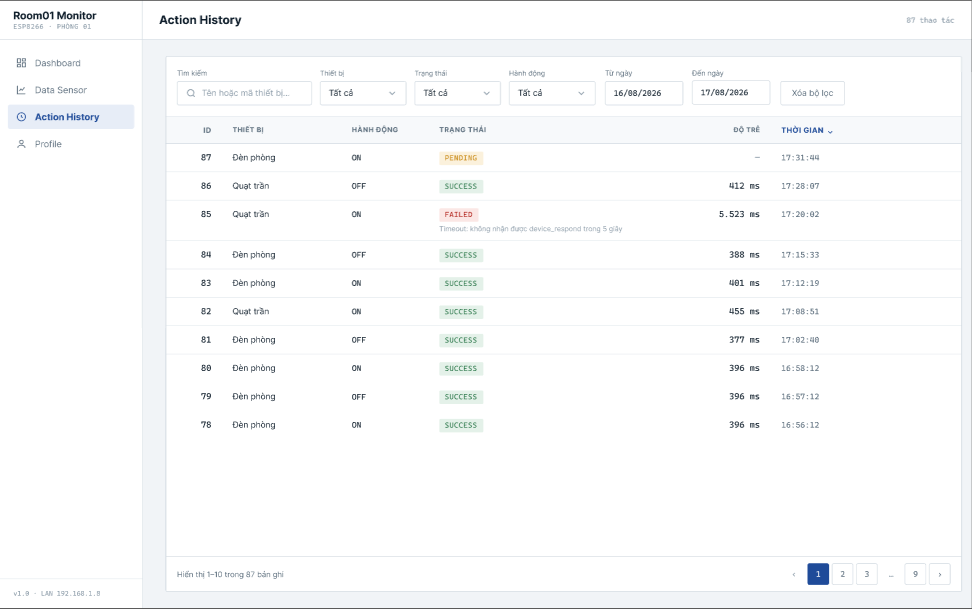 Room01 Monitor
ESP8266 · PHÒNG 01
Dashboard
Data Sensor
Action History
Profile
v1.0 · LAN 192.168.1.8
Action History
87 thao tác
Tìm kiếm Thiết bị Trạng thái Hành động Từ ngày Đến ngày
Tên hoặc mã thiết bị... Tất cả Tất cả Tất cả 16/08/2026 17/08/2026 Xóa bộ lọc
ID THIẾT BỊ HÀNH ĐỘNG TRẠNG THÁI ĐỘ TRỄ THỜI GIAN
87 Đèn phòng ON PENDING — 17:31:44
86 Quạt trần OFF SUCCESS 412 ms 17:28:07
85 Quạt trần ON FAILED 5.523 ms 17:20:02
Timeout: không nhận được device_respond trong 5 giây
84 Đèn phòng OFF SUCCESS 388 ms 17:15:33
83 Đèn phòng ON SUCCESS 401 ms 17:12:19
82 Quạt trần ON SUCCESS 455 ms 17:08:51
81 Đèn phòng OFF SUCCESS 377 ms 17:02:40
80 Đèn phòng ON SUCCESS 396 ms 16:58:12
79 Đèn phòng OFF SUCCESS 396 ms 16:57:12
78 Đèn phòng ON SUCCESS 396 ms 16:56:12
Hiển thị 1–10 trong 87 bản ghi
‹ 1 2 3 … 9 ›